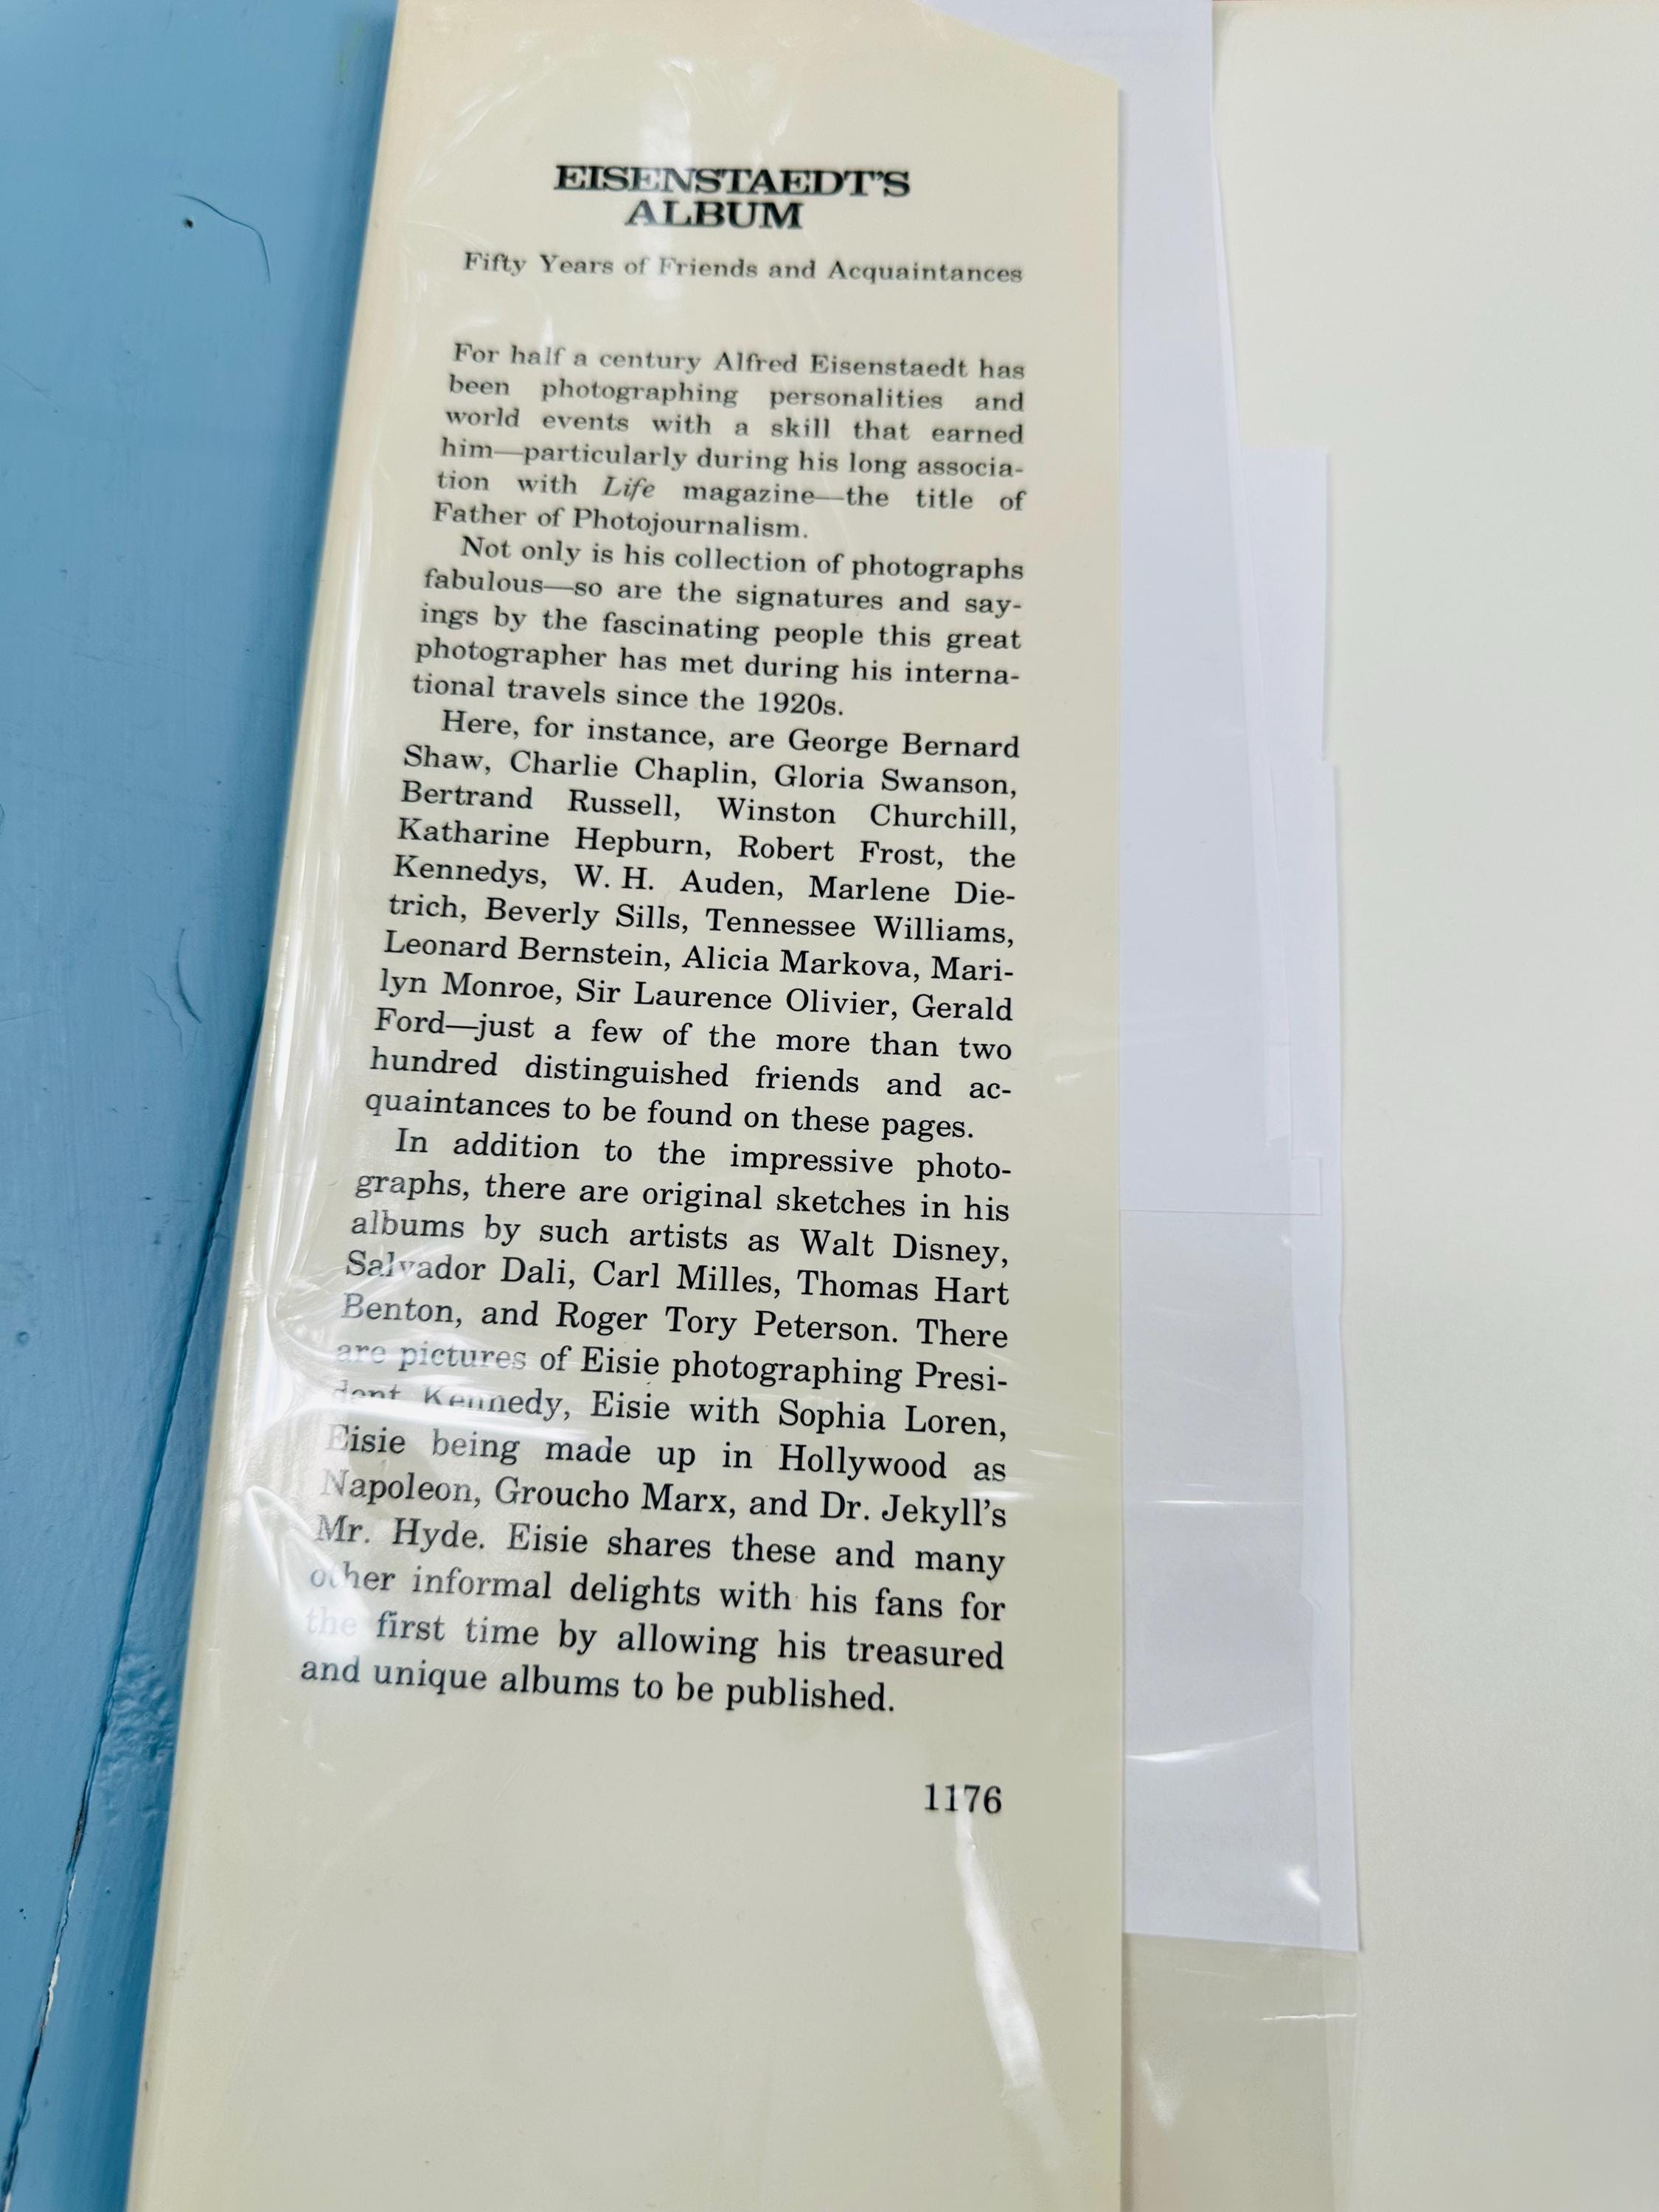 EISENSTAEDT'S
ALBUM
Fifty Years of Friends and Acquaintances
For half a century Alfred Eisenstaedt has
been photographing personalities and
world events with a skill that earned
him—particularly during his long associa-
tion with Life magazine—the title of
Father of Photojournalism.
Not only is his collection of photographs
fabulous—so are the signatures and say-
ings by the fascinating people this great
photographer has met during his interna-
tional travels since the 1920s.
Here, for instance, are George Bernard
Shaw, Charlie Chaplin, Gloria Swanson,
Bertrand Russell, Winston Churchill,
Katharine Hepburn, Robert Frost, the
Kennedys, W. H. Auden, Marlene Die-
trich, Beverly Sills, Tennessee Williams,
Leonard Bernstein, Alicia Markova, Mari-
lyn Monroe, Sir Laurence Olivier, Gerald
Ford—just a few of the more than two
hundred distinguished friends and ac-
quaintances to be found on these pages.
In addition to the impressive photo-
graphs, there are original sketches in his
albums by such artists as Walt Disney,
Salvador Dali, Carl Milles, Thomas Hart
Benton, and Roger Tory Peterson. There
are pictures of Eisie photographing Presi-
dent Kennedy, Eisie with Sophia Loren,
Eisie being made up in Hollywood as
Napoleon, Groucho Marx, and Dr. Jekyll's
Mr. Hyde. Eisie shares these and many
other informal delights with his fans for
the first time by allowing his treasured
and unique albums to be published.
1176